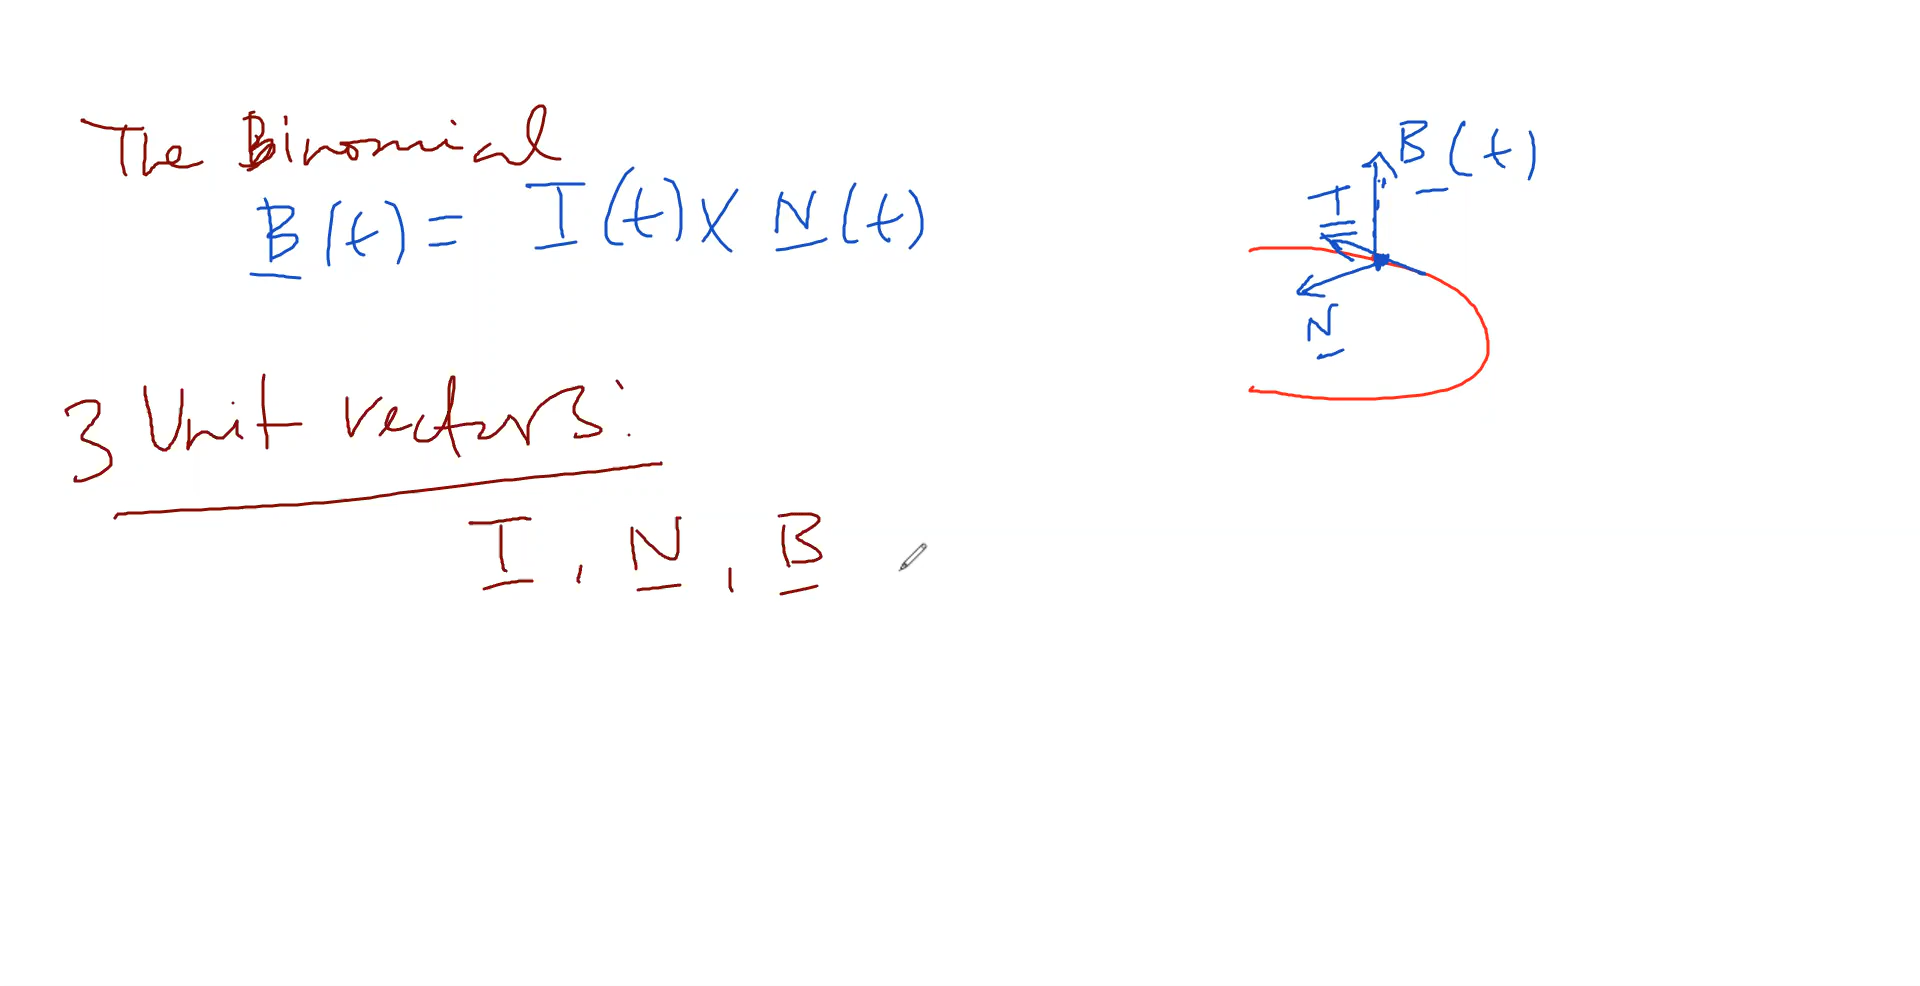 The Binomial
B(t) = T(t) × N(t)
B(t)
T
N
3 Unit vectors:
T, N, B